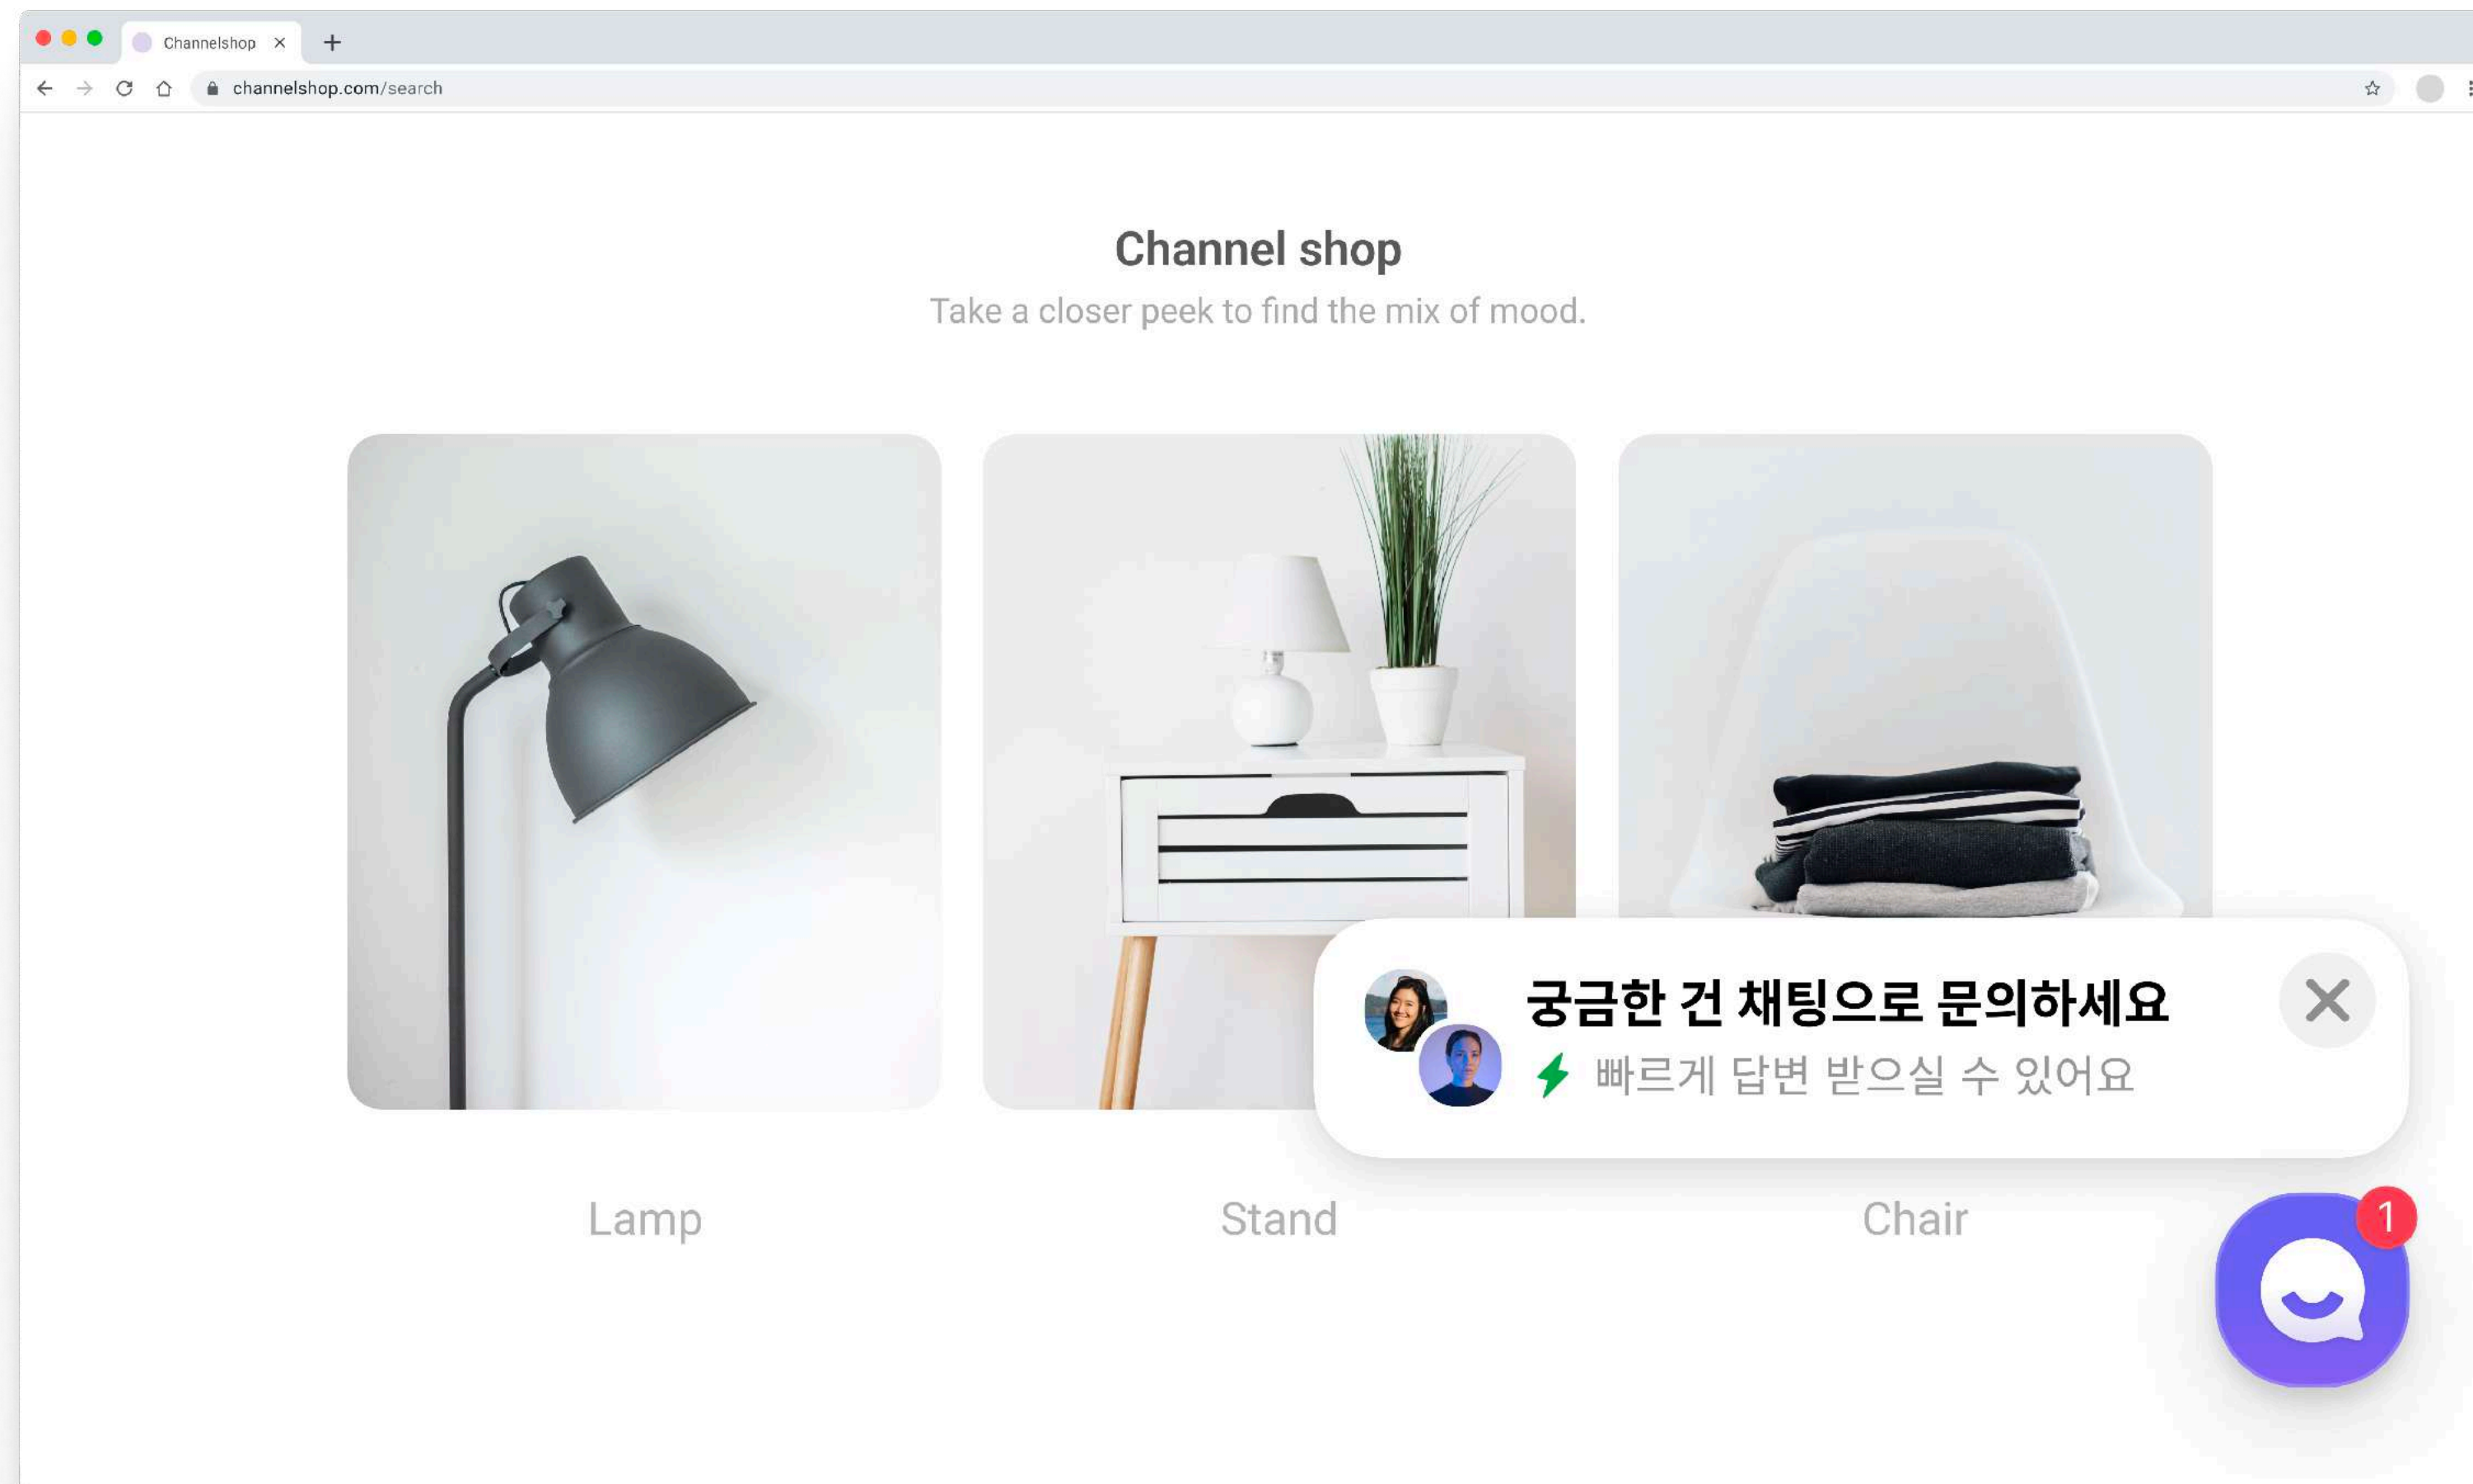 Channelshop
channelshop.com/search
Channel shop
Take a closer peek to find the mix of mood.
궁금한 건 채팅으로 문의하세요
빠르게 답변 받으실 수 있어요
Lamp
Stand
Chair
1